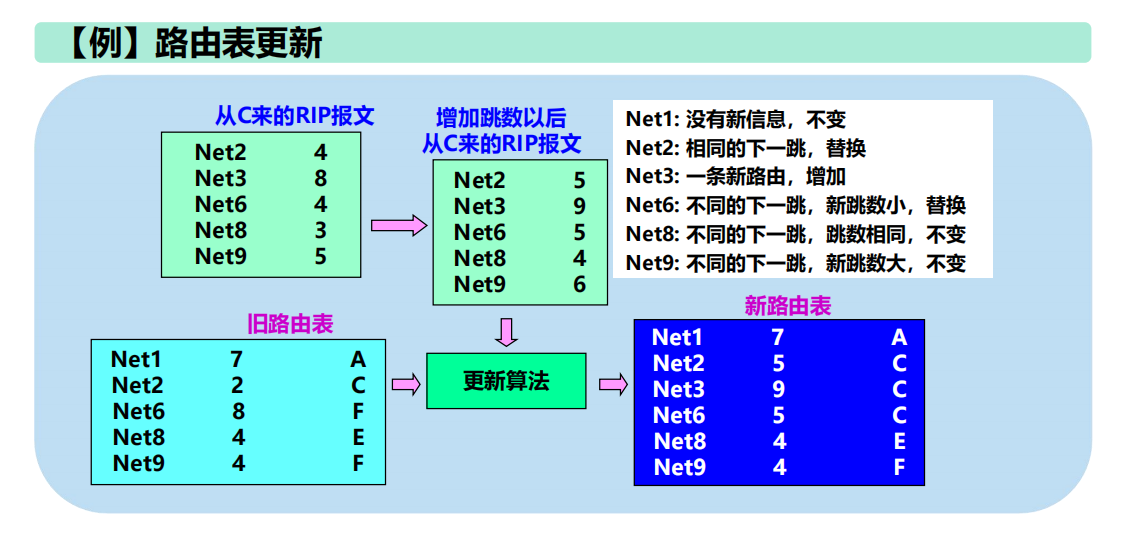 【例】路由表更新
从C来的RIP报文
Net2 4
Net3 8
Net6 4
Net8 3
Net9 5
增加跳数以后
从C来的RIP报文
Net2 5
Net3 9
Net6 5
Net8 4
Net9 6
Net1: 没有新信息，不变
Net2: 相同的下一跳，替换
Net3: 一条新路由，增加
Net6: 不同的下一跳，新跳数小，替换
Net8: 不同的下一跳，跳数相同，不变
Net9: 不同的下一跳，新跳数大，不变
旧路由表
Net1 7 A
Net2 2 C
Net6 8 F
Net8 4 E
Net9 4 F
更新算法
新路由表
Net1 7 A
Net2 5 C
Net3 9 C
Net6 5 C
Net8 4 E
Net9 4 F